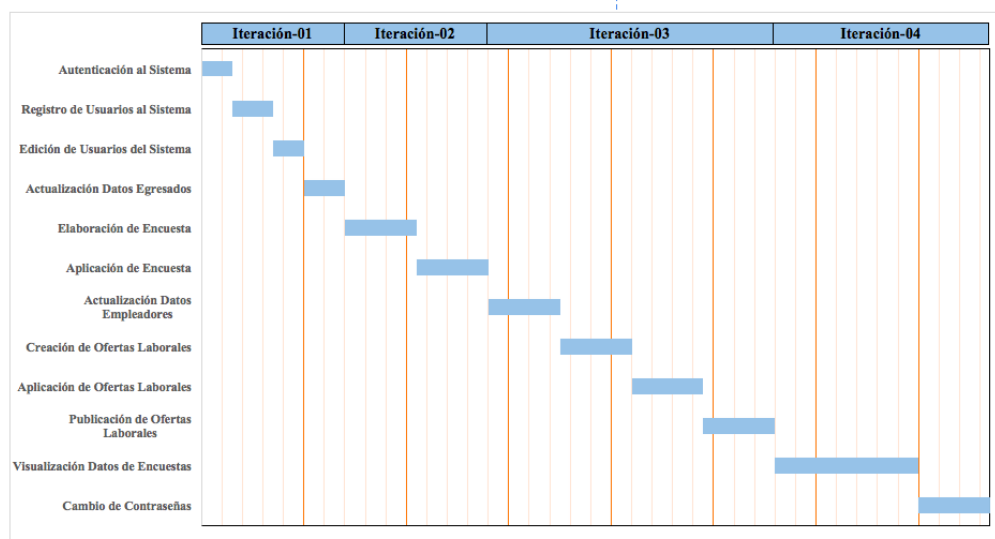 Iteración-01 Iteración-02 Iteración-03 Iteración-04
Autenticación al Sistema
Registro de Usuarios al Sistema
Edición de Usuarios del Sistema
Actualización Datos Egresados
Elaboración de Encuesta
Aplicación de Encuesta
Actualización Datos
Empleadores
Creación de Ofertas Laborales
Aplicación de Ofertas Laborales
Publicación de Ofertas
Laborales
Visualización Datos de Encuestas
Cambio de Contraseñas